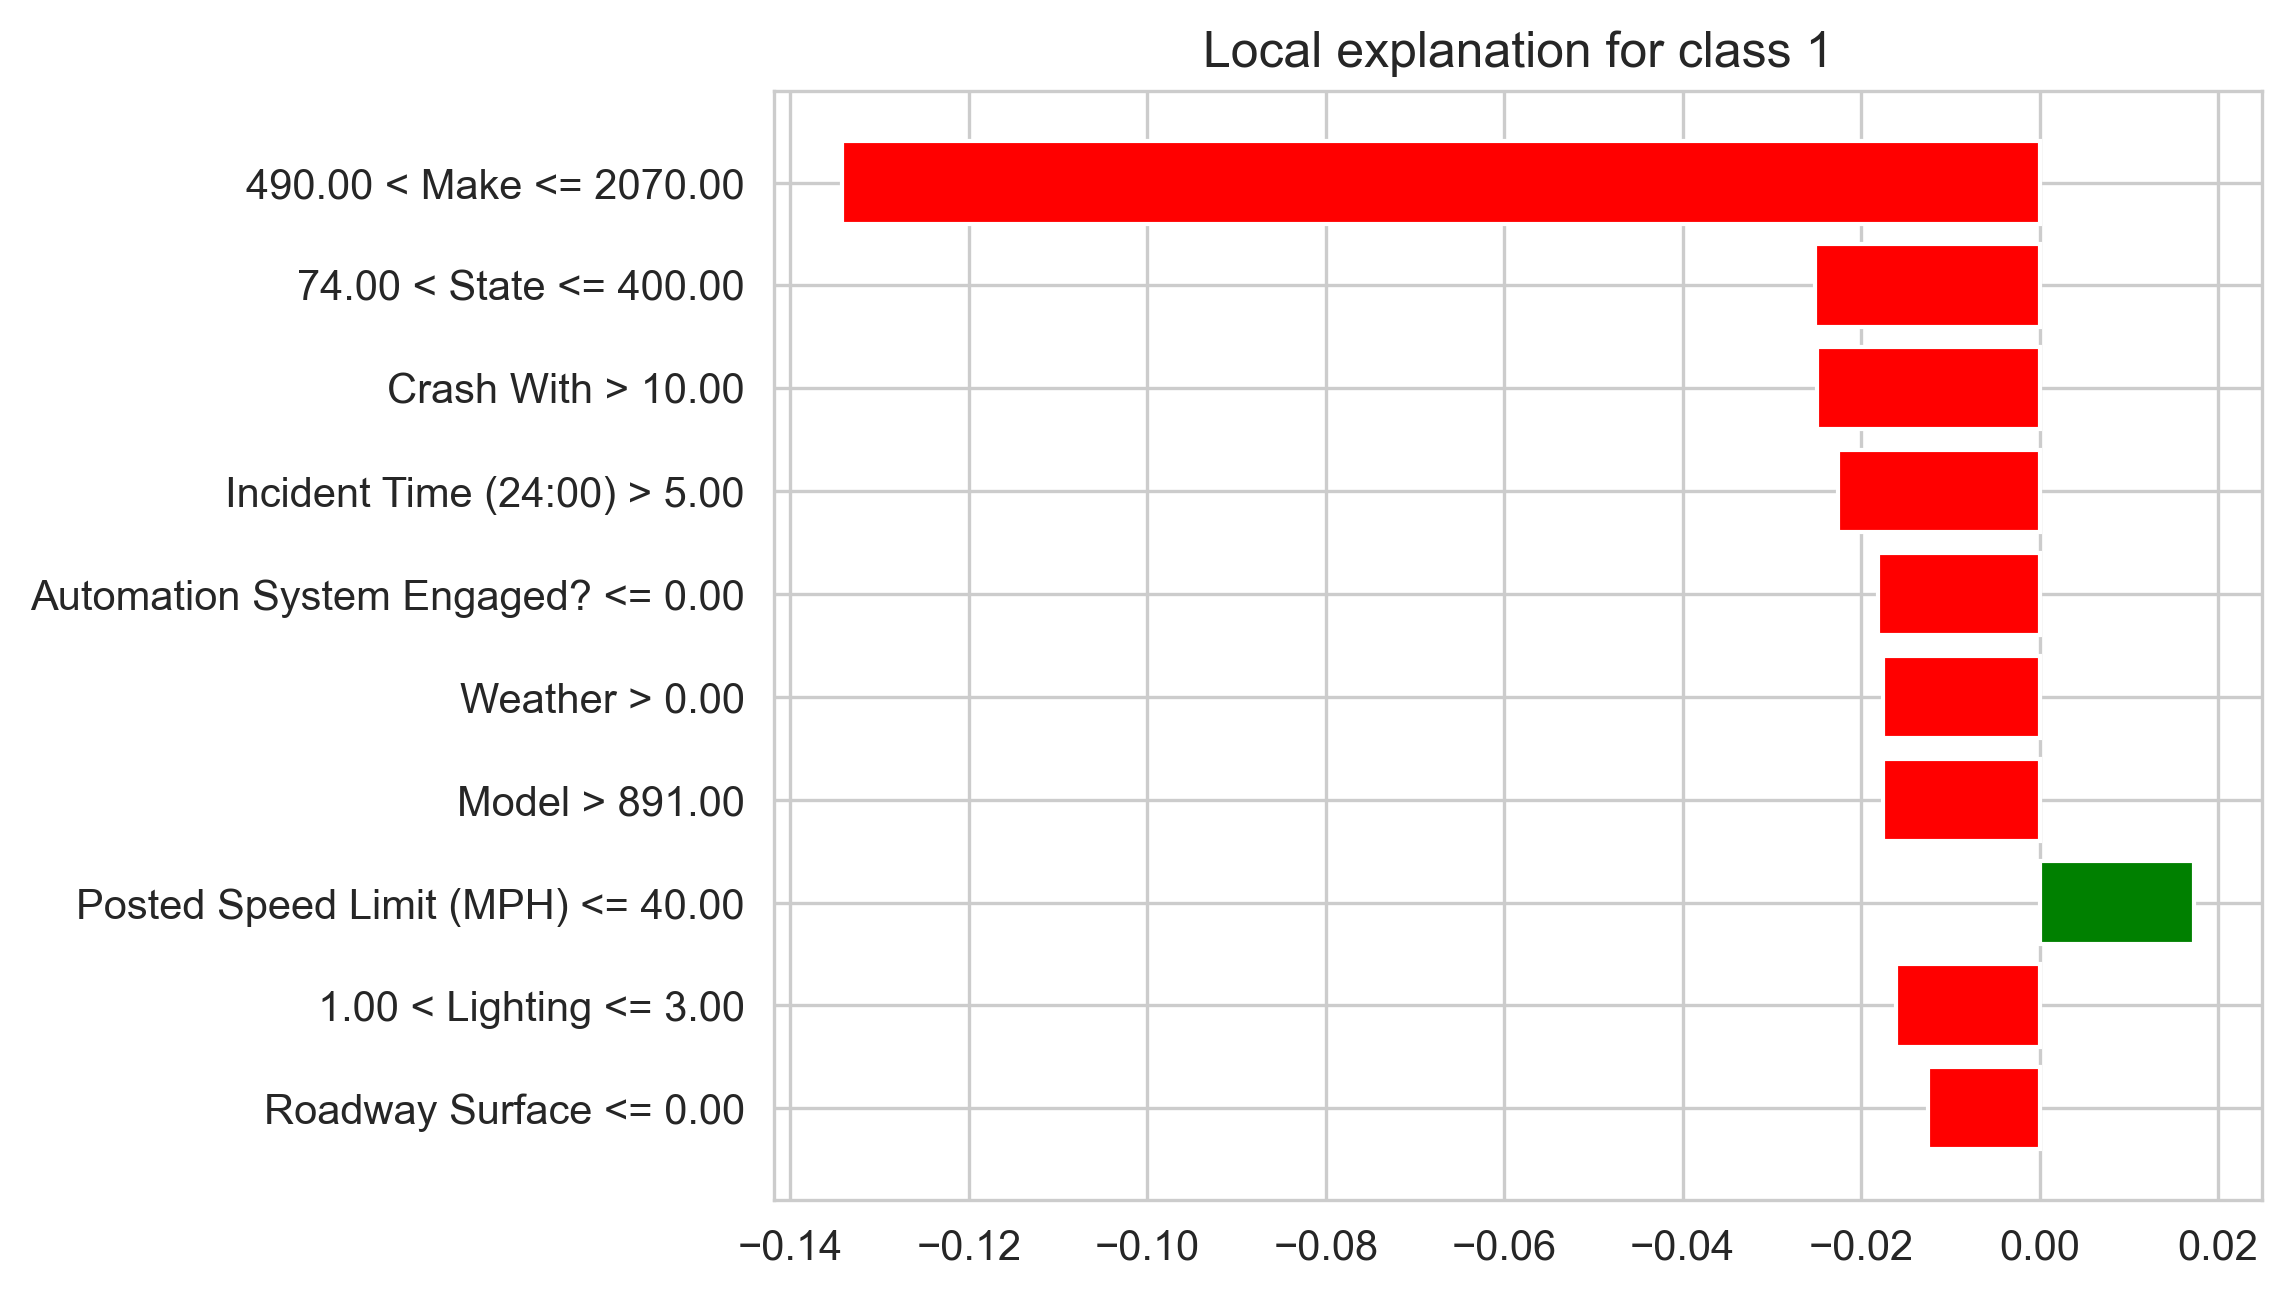 Local explanation for class 1
490.00 < Make <= 2070.00
74.00 < State <= 400.00
Crash With > 10.00
Incident Time (24:00) > 5.00
Automation System Engaged? <= 0.00
Weather > 0.00
Model > 891.00
Posted Speed Limit (MPH) <= 40.00
1.00 < Lighting <= 3.00
Roadway Surface <= 0.00
−0.14 −0.12 −0.10 −0.08 −0.06 −0.04 −0.02 0.00 0.02